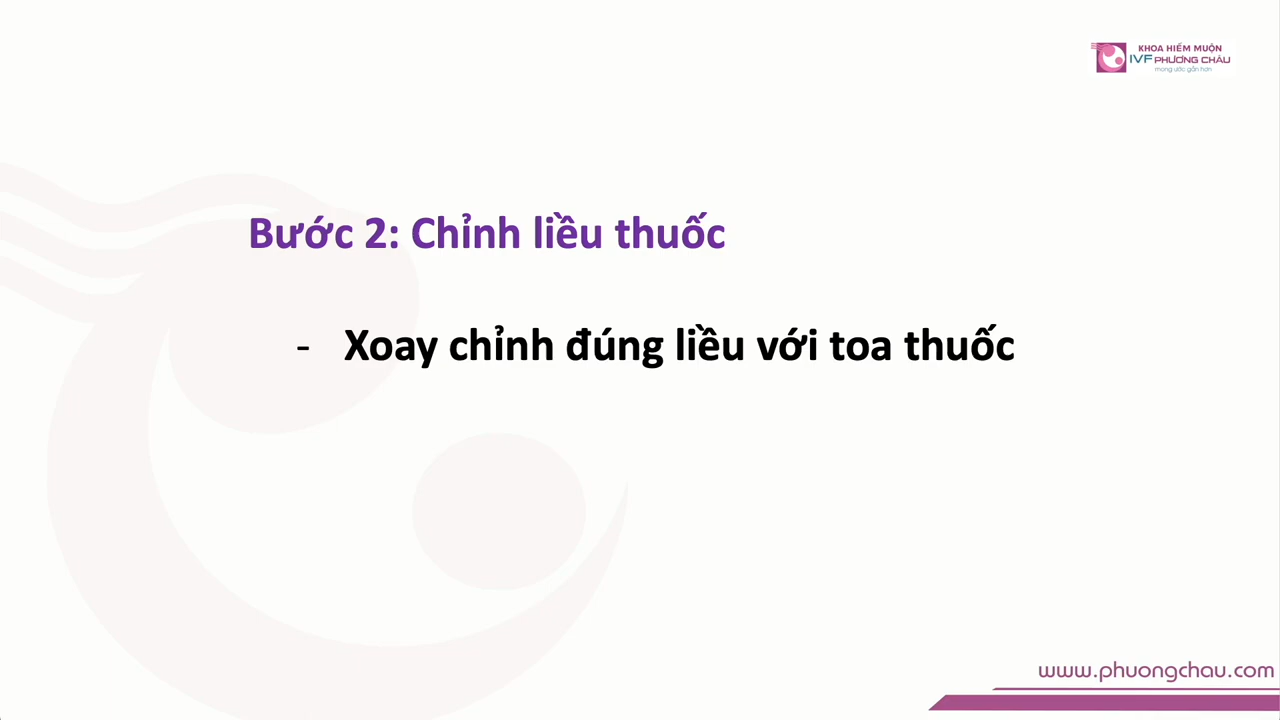 KHOA HIẾM MUỘN
IVF PHƯƠNG CHÂU
mong ước gần hơn
Bước 2: Chỉnh liều thuốc
- Xoay chỉnh đúng liều với toa thuốc
www.phuongchau.com